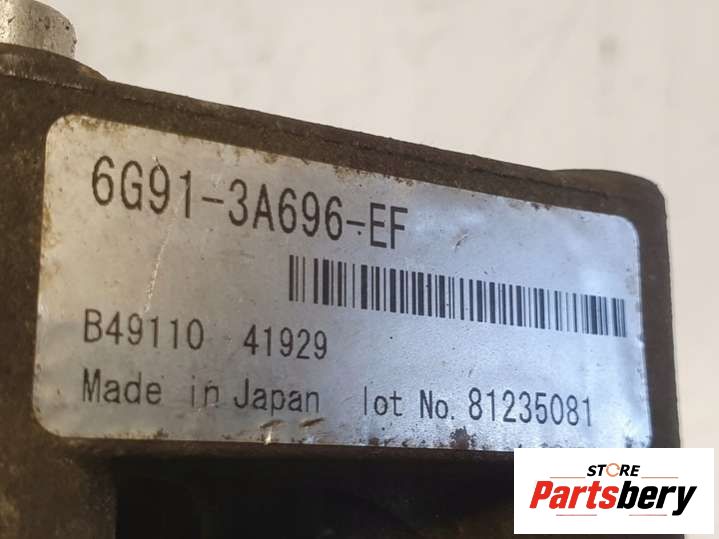 6G91-3A696-EF
B49110 41929
Made in Japan lot No. 81235081
STORE
Partsbery